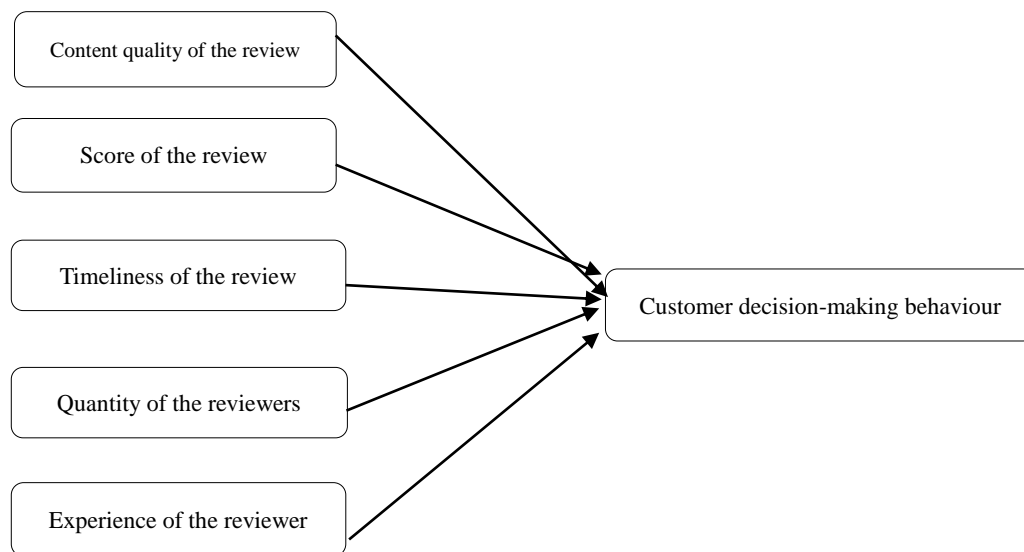 Content quality of the review
Score of the review
Timeliness of the review
Customer decision-making behaviour
Quantity of the reviewers
Experience of the reviewer